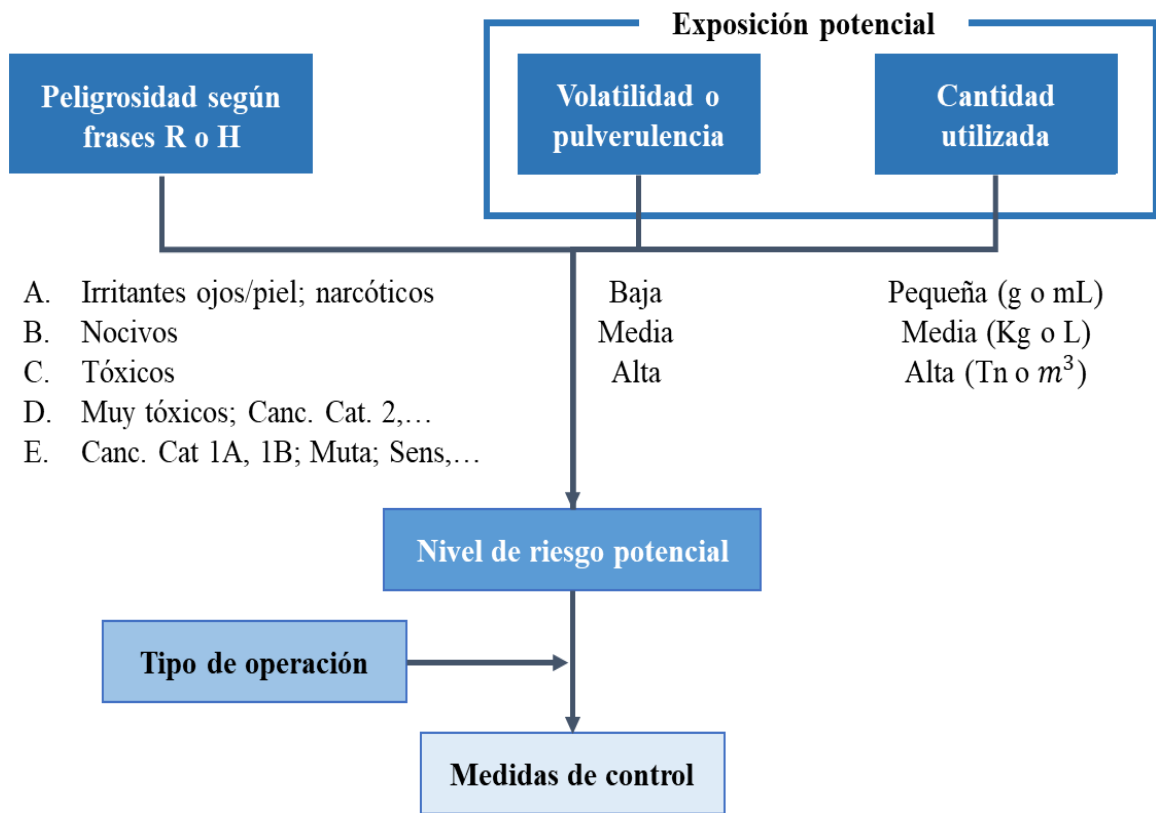 Exposición potencial
Peligrosidad según
frases R o H
Volatilidad o
pulverulencia
Cantidad
utilizada
A. Irritantes ojos/piel; narcóticos
B. Nocivos
C. Tóxicos
D. Muy tóxicos; Canc. Cat. 2,…
E. Canc. Cat 1A, 1B; Muta; Sens,…
Baja
Media
Alta
Pequeña (g o mL)
Media (Kg o L)
Alta (Tn o m³)
Nivel de riesgo potencial
Tipo de operación
Medidas de control